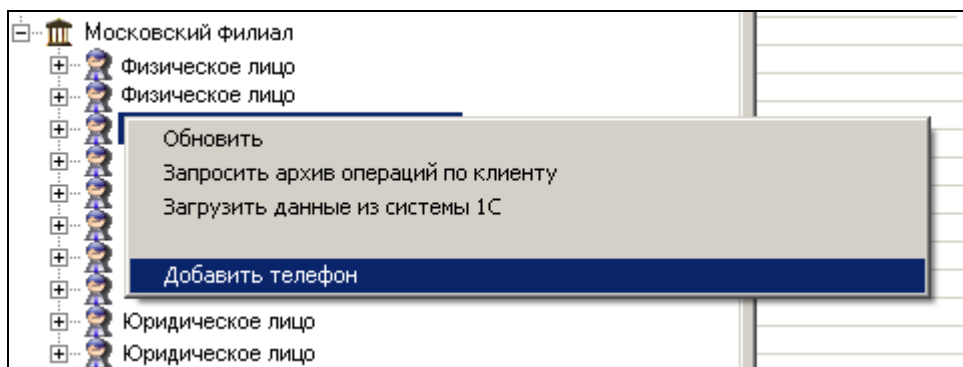 Московский филиал
Физическое лицо
Физическое лицо
Обновить
Запросить архив операций по клиенту
Загрузить данные из системы 1С
Добавить телефон
Юридическое лицо
Юридическое лицо